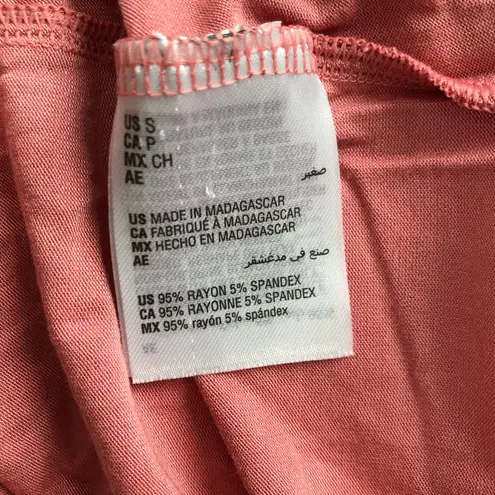 US S
CA P
MX CH
AE صغير
US MADE IN MADAGASCAR
CA FABRIQUÉ À MADAGASCAR
MX HECHO EN MADAGASCAR
AE صنع في مدغشقر
US 95% RAYON 5% SPANDEX
CA 95% RAYONNE 5% SPANDEX
MX 95% rayón 5% spándex